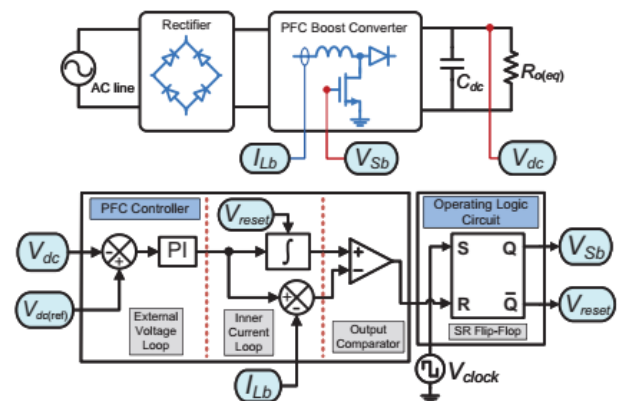 Rectifier
PFC Boost Converter
AC line
C_dc
R_o(eq)
I_Lb
V_Sb
V_dc
PFC Controller
V_reset
Operating Logic
Circuit
V_dc
-
+
PI
∫
+
-
S
Q
V_Sb
V_dc(ref)
+
-
R
Q̅
V_reset
External
Voltage
Loop
Inner
Current
Loop
Output
Comparator
SR Flip-Flop
I_Lb
V_clock